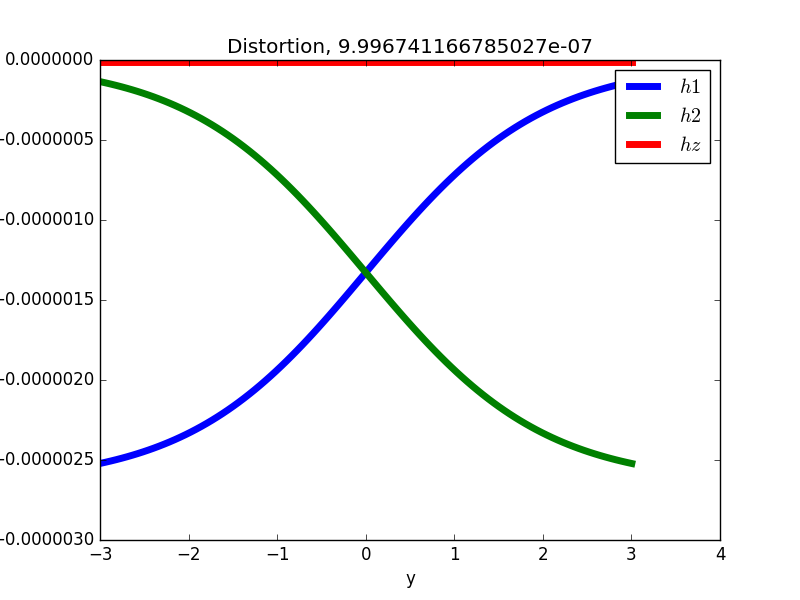 Distortion, 9.996741166785027e-07
0.0000000
-0.0000005
-0.0000010
-0.0000015
-0.0000020
-0.0000025
-0.0000030
h1
h2
hz
−3 −2 −1 0 1 2 3 4
y